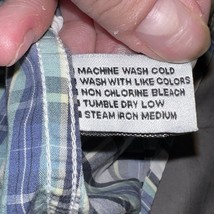 MACHINE WASH COLD
WASH WITH LIKE COLORS
NON CHLORINE BLEACH
TUMBLE DRY LOW
STEAM IRON MEDIUM